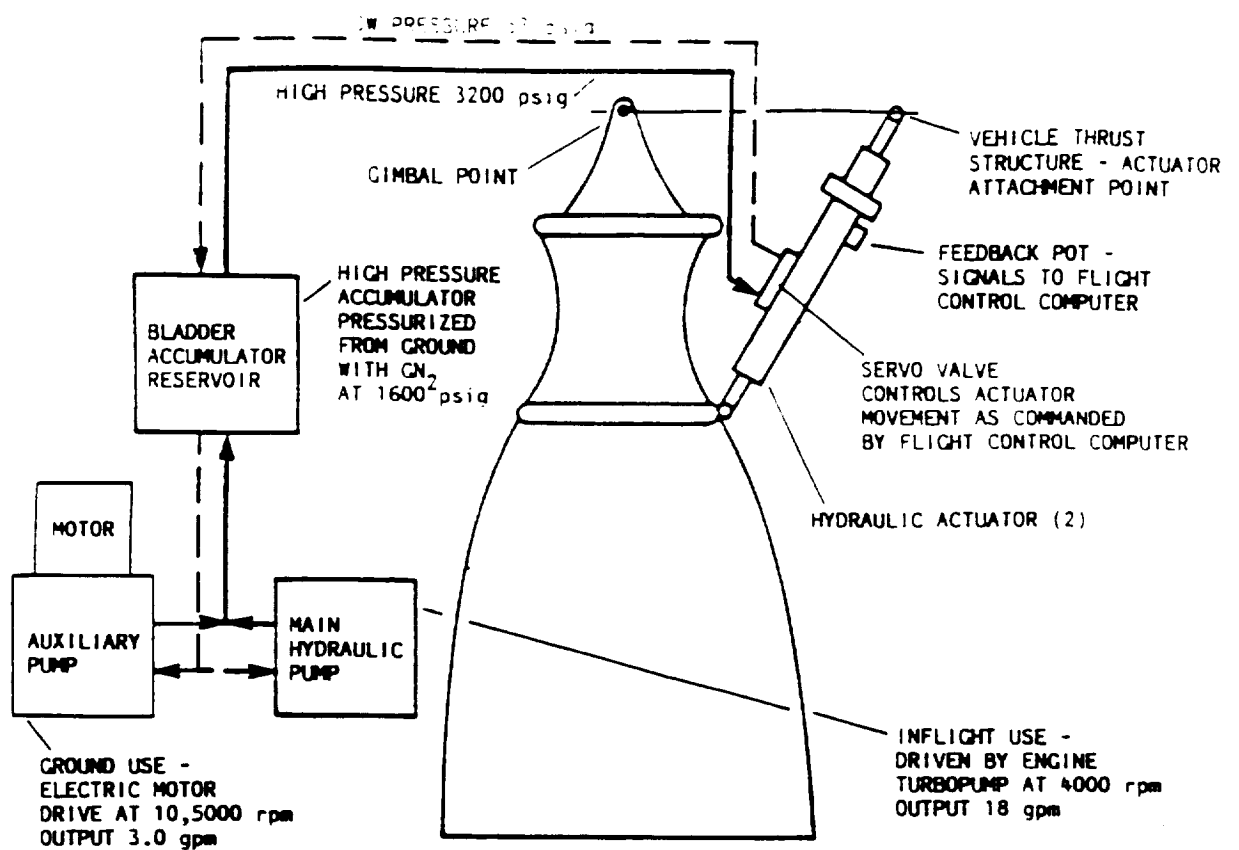 PRESSURE
HIGH PRESSURE 3200 psig
GIMBAL POINT
VEHICLE THRUST
STRUCTURE - ACTUATOR
ATTACHMENT POINT
FEEDBACK POT -
SIGNALS TO FLIGHT
CONTROL COMPUTER
HIGH PRESSURE
ACCUMULATOR
PRESSURIZED
FROM GROUND
WITH GN2
AT 1600 psig
BLADDER
ACCUMULATOR
RESERVOIR
SERVO VALVE
CONTROLS ACTUATOR
MOVEMENT AS COMMANDED
BY FLIGHT CONTROL COMPUTER
HYDRAULIC ACTUATOR (2)
MOTOR
AUXILIARY
PUMP
MAIN
HYDRAULIC
PUMP
GROUND USE -
ELECTRIC MOTOR
DRIVE AT 10,5000 rpm
OUTPUT 3.0 gpm
INFLIGHT USE -
DRIVEN BY ENGINE
TURBOPUMP AT 4000 rpm
OUTPUT 18 gpm